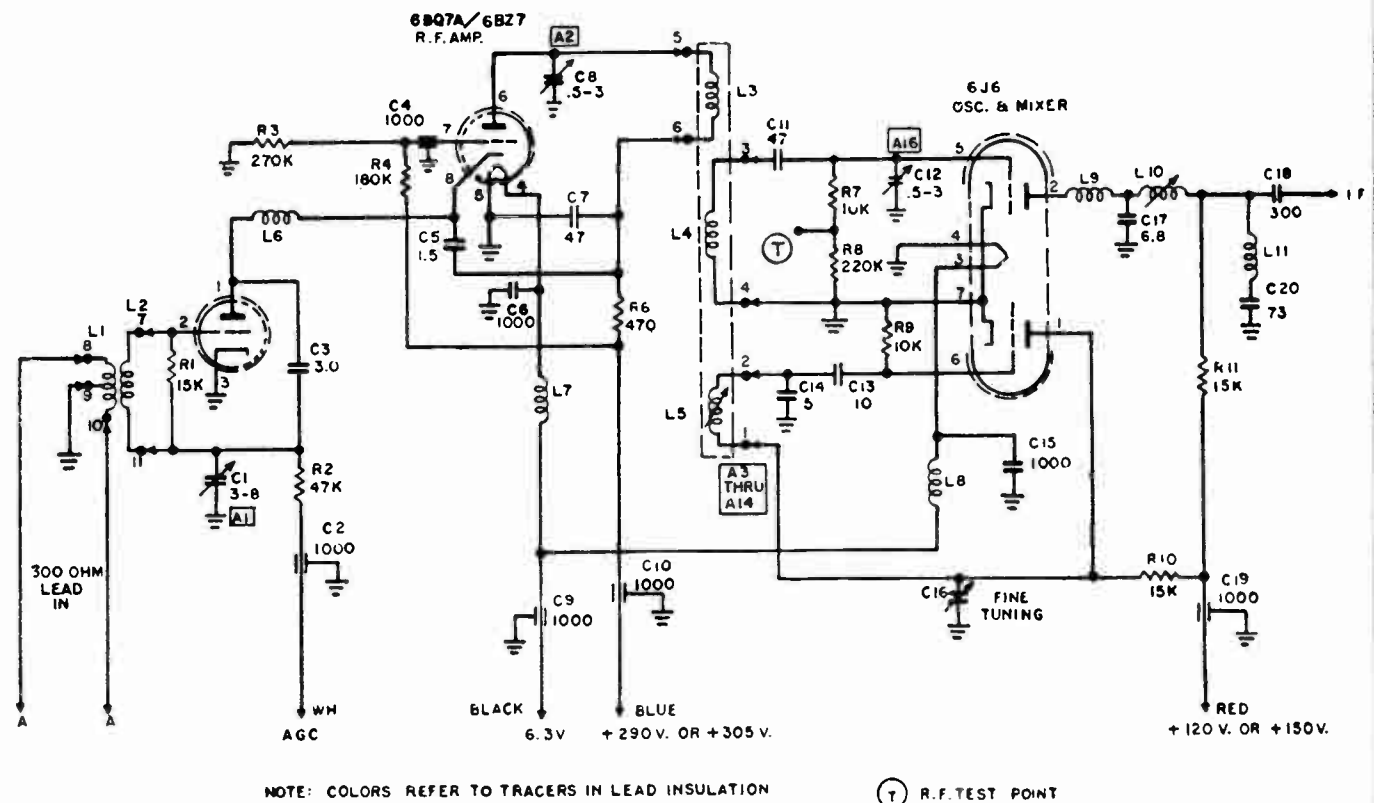 6BQ7A/6BZ7
R.F. AMP.
A2
5
C8
.5-3
6
L3
6J6
OSC. & MIXER
C4
1000
7
R3
270K
R4
180K
8
5
4
6
3
C11
47
A16
5
C12
.5-3
R7
10K
2
L9
L10
C18
300
I F
C17
6.8
L6
C5
1.5
C7
47
L4
T
R8
220K
4
3
L11
C20
73
1
C6
1000
R6
470
4
7
R9
10K
1
L1
8
L2
7
2
R1
15K
3
C3
3.0
9
10
11
L7
2
L5
1
C14
5
C13
10
6
R11
15K
C1
3-8
A1
R2
47K
A3
THRU
A14
L8
C15
1000
C2
1000
300 OHM
LEAD
IN
C9
1000
C10
1000
C16
FINE
TUNING
R10
15K
C19
1000
A
A
WH
AGC
BLACK
6.3V
BLUE
+290 V. OR +305 V.
RED
+120 V. OR +150V.
NOTE: COLORS REFER TO TRACERS IN LEAD INSULATION
T R.F. TEST POINT